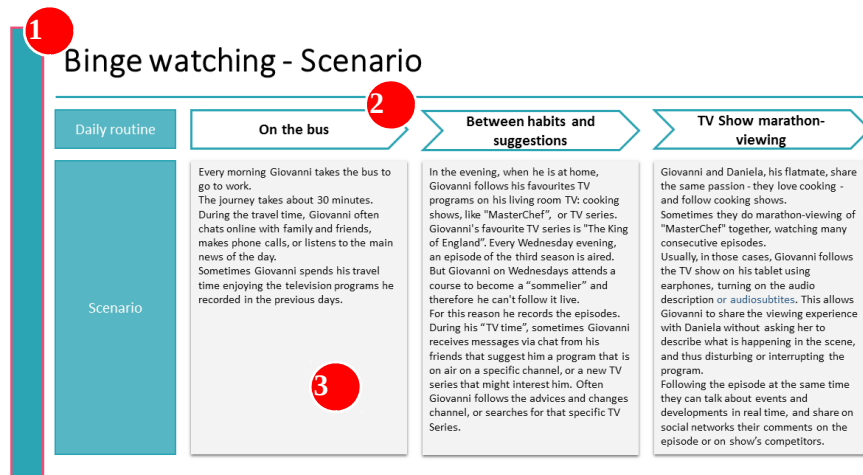 1
Binge watching - Scenario
2
Daily routine
On the bus
Between habits and
suggestions
TV Show marathon-
viewing
Scenario
Every morning Giovanni takes the bus to
go to work.
The journey takes about 30 minutes.
During the travel time, Giovanni often
chats online with family and friends,
makes phone calls, or listens to the main
news of the day.
Sometimes Giovanni spends his travel
time enjoying the television programs he
recorded in the previous days.
3
In the evening, when he is at home,
Giovanni follows his favourites TV
programs on his living room TV: cooking
shows, like "MasterChef”, or TV series.
Giovanni's favourite TV series is "The King
of England”. Every Wednesday evening,
an episode of the third season is aired.
But Giovanni on Wednesdays attends a
course to become a “sommelier” and
therefore he can't follow it live.
For this reason he records the episodes.
During his “TV time”, sometimes Giovanni
receives messages via chat from his
friends that suggest him a program that is
on air on a specific channel, or a new TV
series that might interest him. Often
Giovanni follows the advices and changes
channel, or searches for that specific TV
Series.
Giovanni and Daniela, his flatmate, share
the same passion - they love cooking -
and follow cooking shows.
Sometimes they do marathon-viewing of
"MasterChef" together, watching many
consecutive episodes.
Usually, in those cases, Giovanni follows
the TV show on his tablet using
earphones, turning on the audio
description or audiosubtites. This allows
Giovanni to share the viewing experience
with Daniela without asking her to
describe what is happening in the scene,
and thus disturbing or interrupting the
program.
Following the episode at the same time
they can talk about events and
developments in real time, and share on
social networks their comments on the
episode or on show’s competitors.